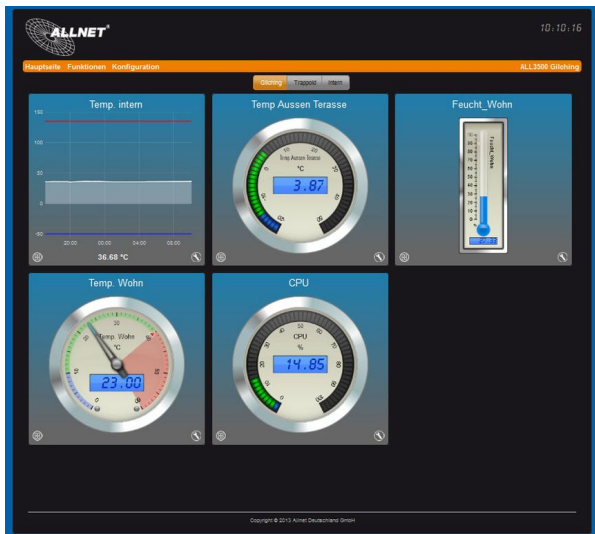 ALLNET®
10:10:16
Hauptseite Funktionen Konfiguration
ALL3500 Gilching
Gilching Trappold Intern
Temp. intern
150
100
50
0
-50
20:00 00:00 04:00 08:00
36.68 °C
Temp Aussen Terasse
Temp Aussen Terasse
°C
3.87
Feucht_Wohn
Feucht_Wohn
Temp. Wohn
Temp. Wohn
°C
23.00
CPU
CPU
%
14.85
Copyright © 2013 Allnet Deutschland GmbH